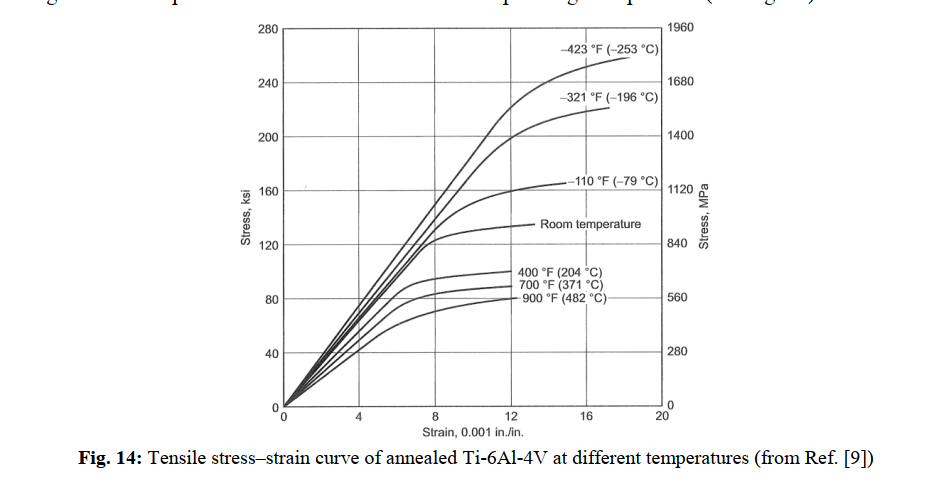 280
240
200
160
120
80
40
0
Stress, ksi
1960
1680
1400
1120
840
560
280
0
Stress, MPa
–423 °F (–253 °C)
–321 °F (–196 °C)
–110 °F (–79 °C)
Room temperature
400 °F (204 °C)
700 °F (371 °C)
900 °F (482 °C)
0 4 8 12 16 20
Strain, 0.001 in./in.
Fig. 14: Tensile stress–strain curve of annealed Ti-6Al-4V at different temperatures (from Ref. [9])